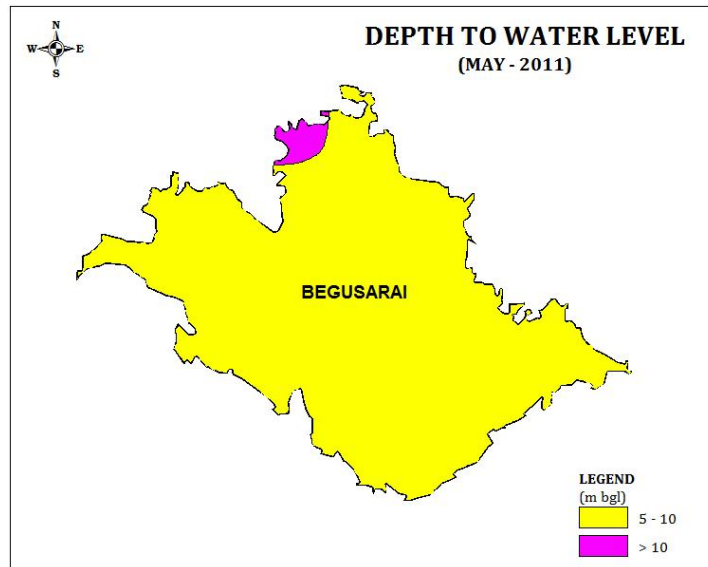 N
W E
S
DEPTH TO WATER LEVEL
(MAY - 2011)
BEGUSARAI
LEGEND
(m bgl)
5 - 10
> 10